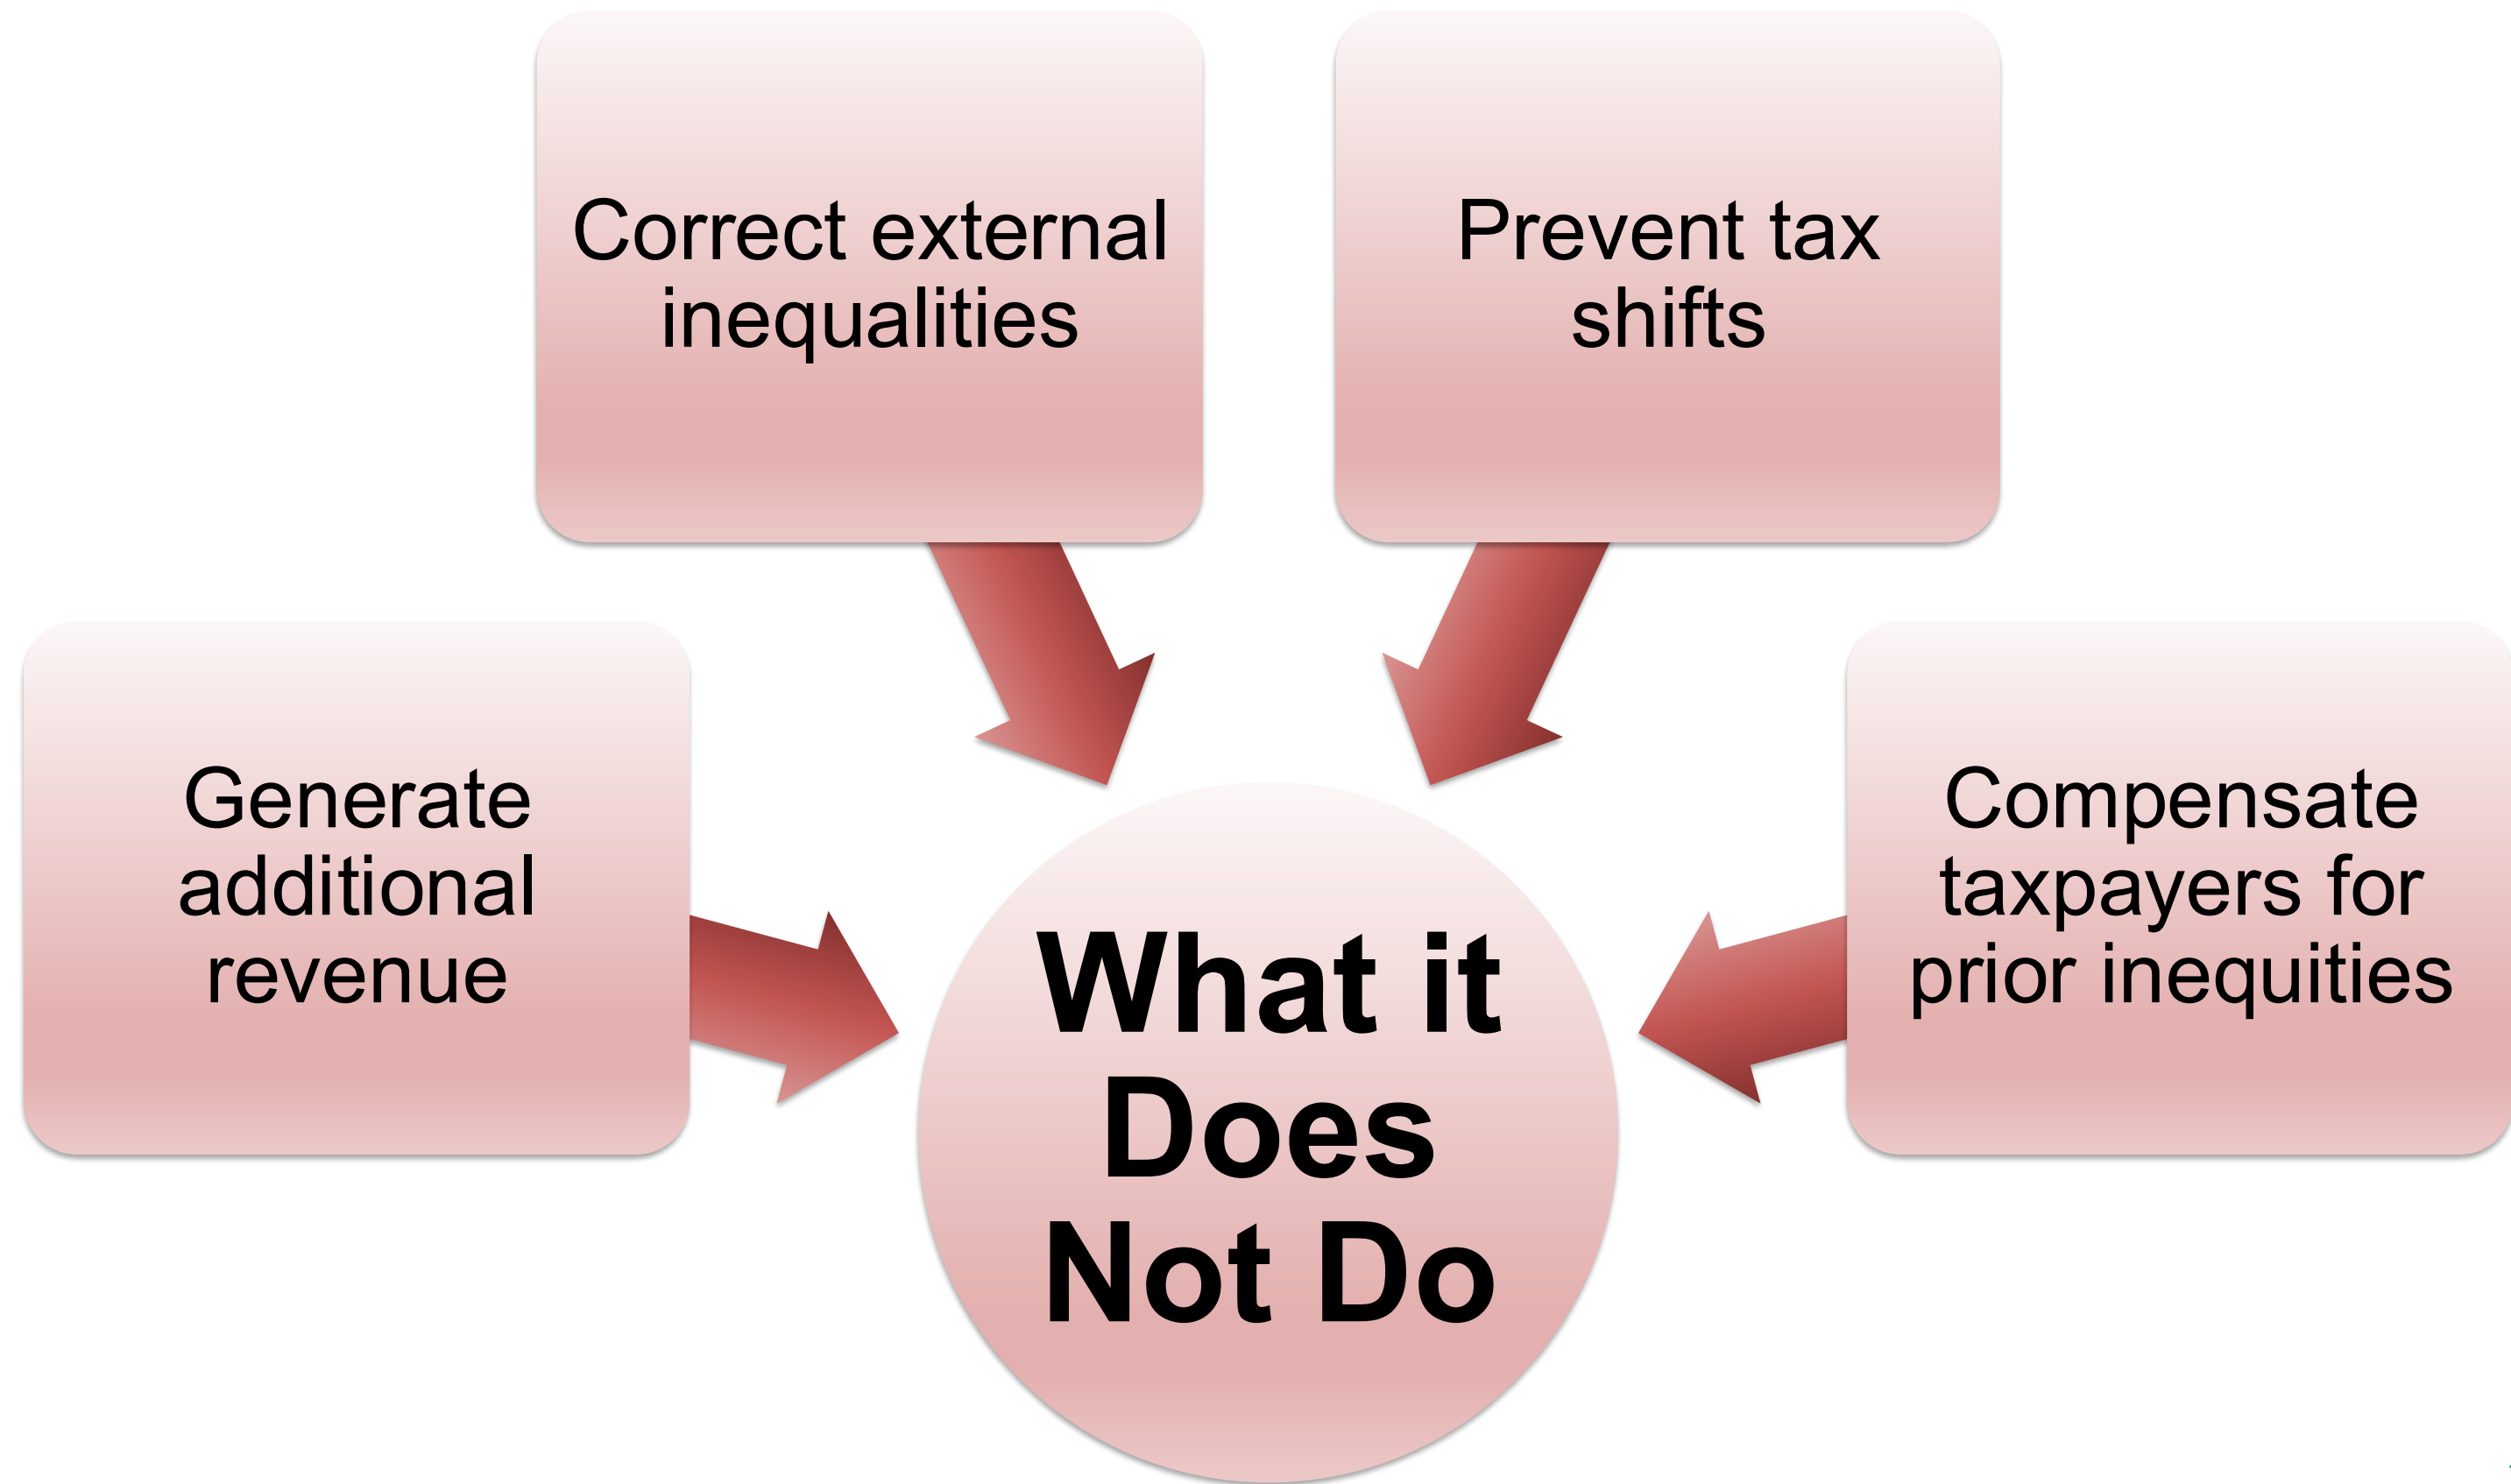 Correct external
inequalities
Prevent tax
shifts
Generate
additional
revenue
Compensate
taxpayers for
prior inequities
What it
Does
Not Do